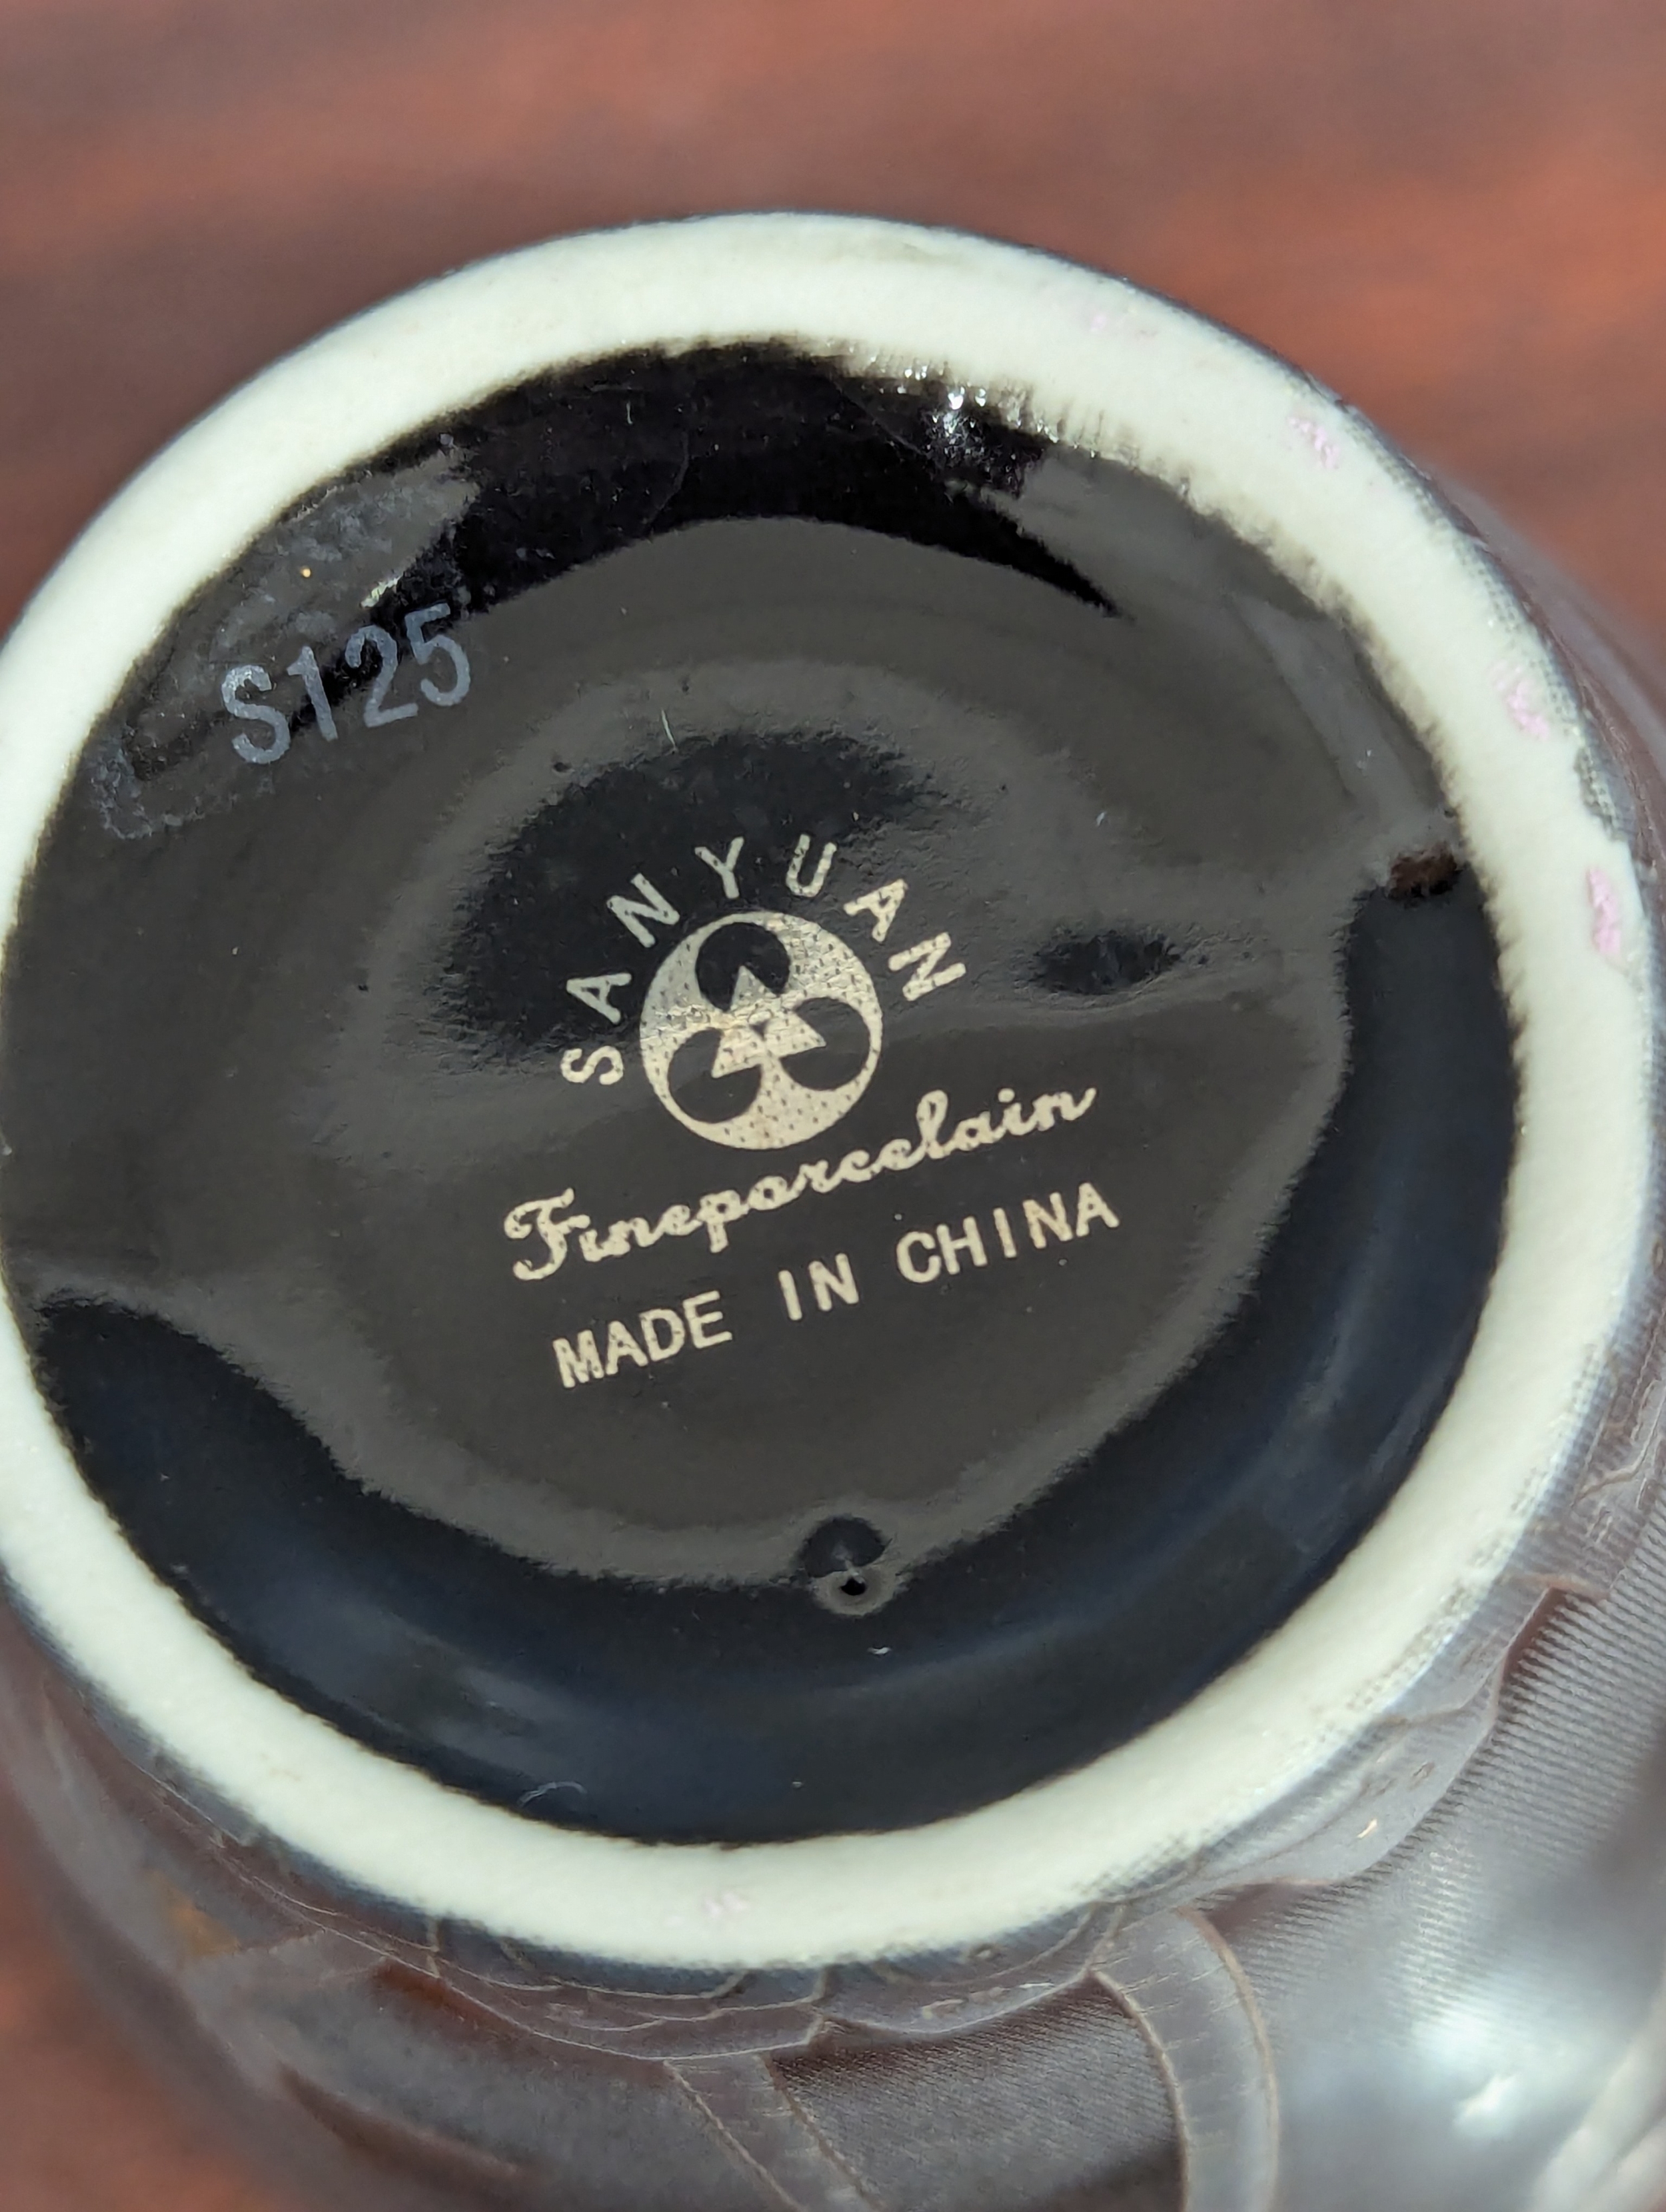 S125
SANYUAN
Fineporcelain
MADE IN CHINA